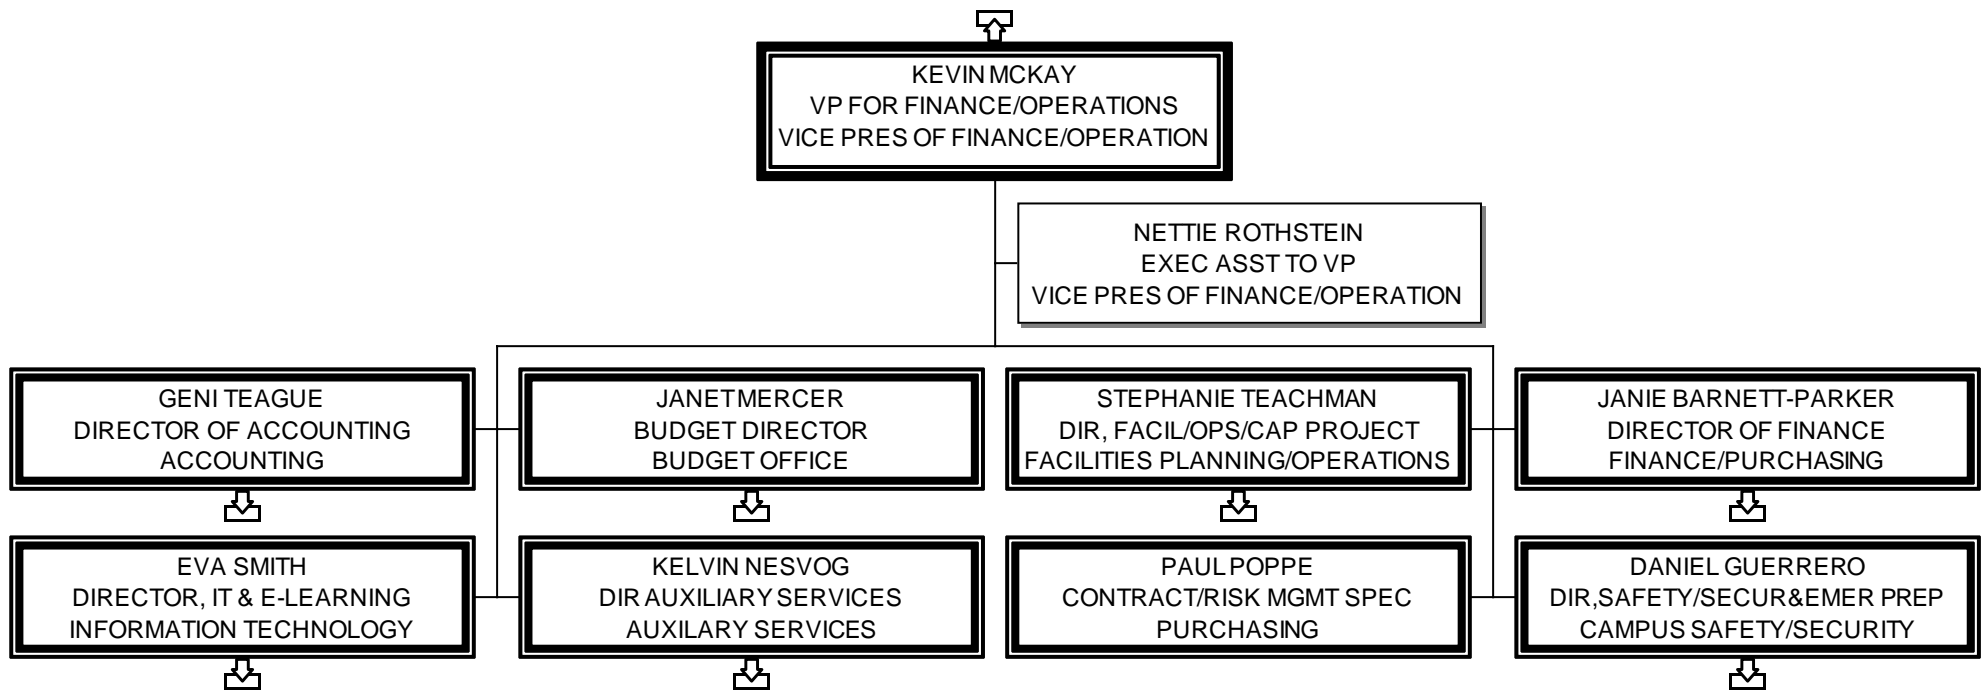 KEVIN MCKAY
VP FOR FINANCE/OPERATIONS
VICE PRES OF FINANCE/OPERATION
NETTIE ROTHSTEIN
EXEC ASST TO VP
VICE PRES OF FINANCE/OPERATION
GENI TEAGUE
DIRECTOR OF ACCOUNTING
ACCOUNTING
JANET MERCER
BUDGET DIRECTOR
BUDGET OFFICE
STEPHANIE TEACHMAN
DIR, FACIL/OPS/CAP PROJECT
FACILITIES PLANNING/OPERATIONS
JANIE BARNETT-PARKER
DIRECTOR OF FINANCE
FINANCE/PURCHASING
EVA SMITH
DIRECTOR, IT & E-LEARNING
INFORMATION TECHNOLOGY
KELVIN NESVOG
DIR AUXILIARY SERVICES
AUXILARY SERVICES
PAUL POPPE
CONTRACT/RISK MGMT SPEC
PURCHASING
DANIEL GUERRERO
DIR,SAFETY/SECUR&EMER PREP
CAMPUS SAFETY/SECURITY